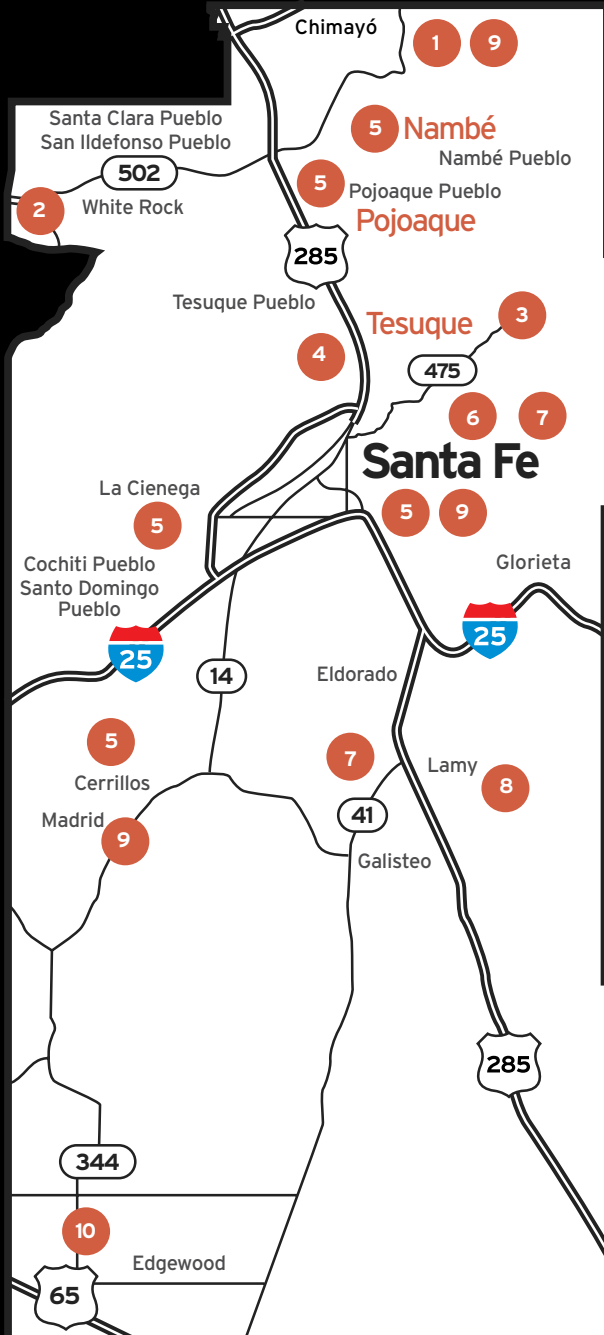 Chimayó
1
9
Santa Clara Pueblo
San Ildefonso Pueblo
5
Nambé
Nambé Pueblo
502
5
Pojoaque Pueblo
2
White Rock
Pojoaque
285
Tesuque Pueblo
Tesuque
3
4
475
6
7
Santa Fe
La Cienega
5
5
9
Cochiti Pueblo
Santo Domingo
Pueblo
Glorieta
25
25
14
Eldorado
5
7
Lamy
8
Cerrillos
41
Madrid
9
Galisteo
285
344
10
Edgewood
65